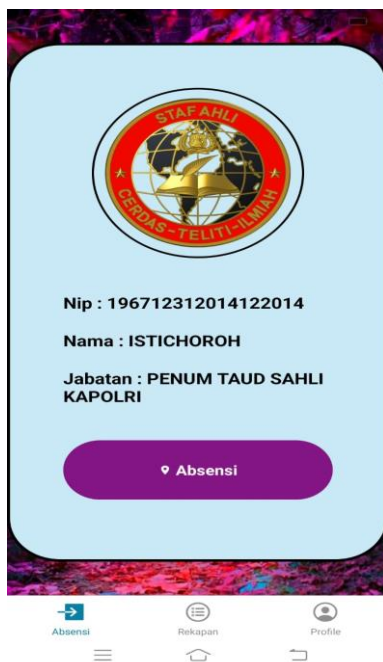 STAF AHLI
CERDAS-TELITI-ILMIAH
Nip : 196712312014122014
Nama : ISTICHOROH
Jabatan : PENUM TAUD SAHLI
KAPOLRI
Absensi
Absensi
Rekapan
Profile